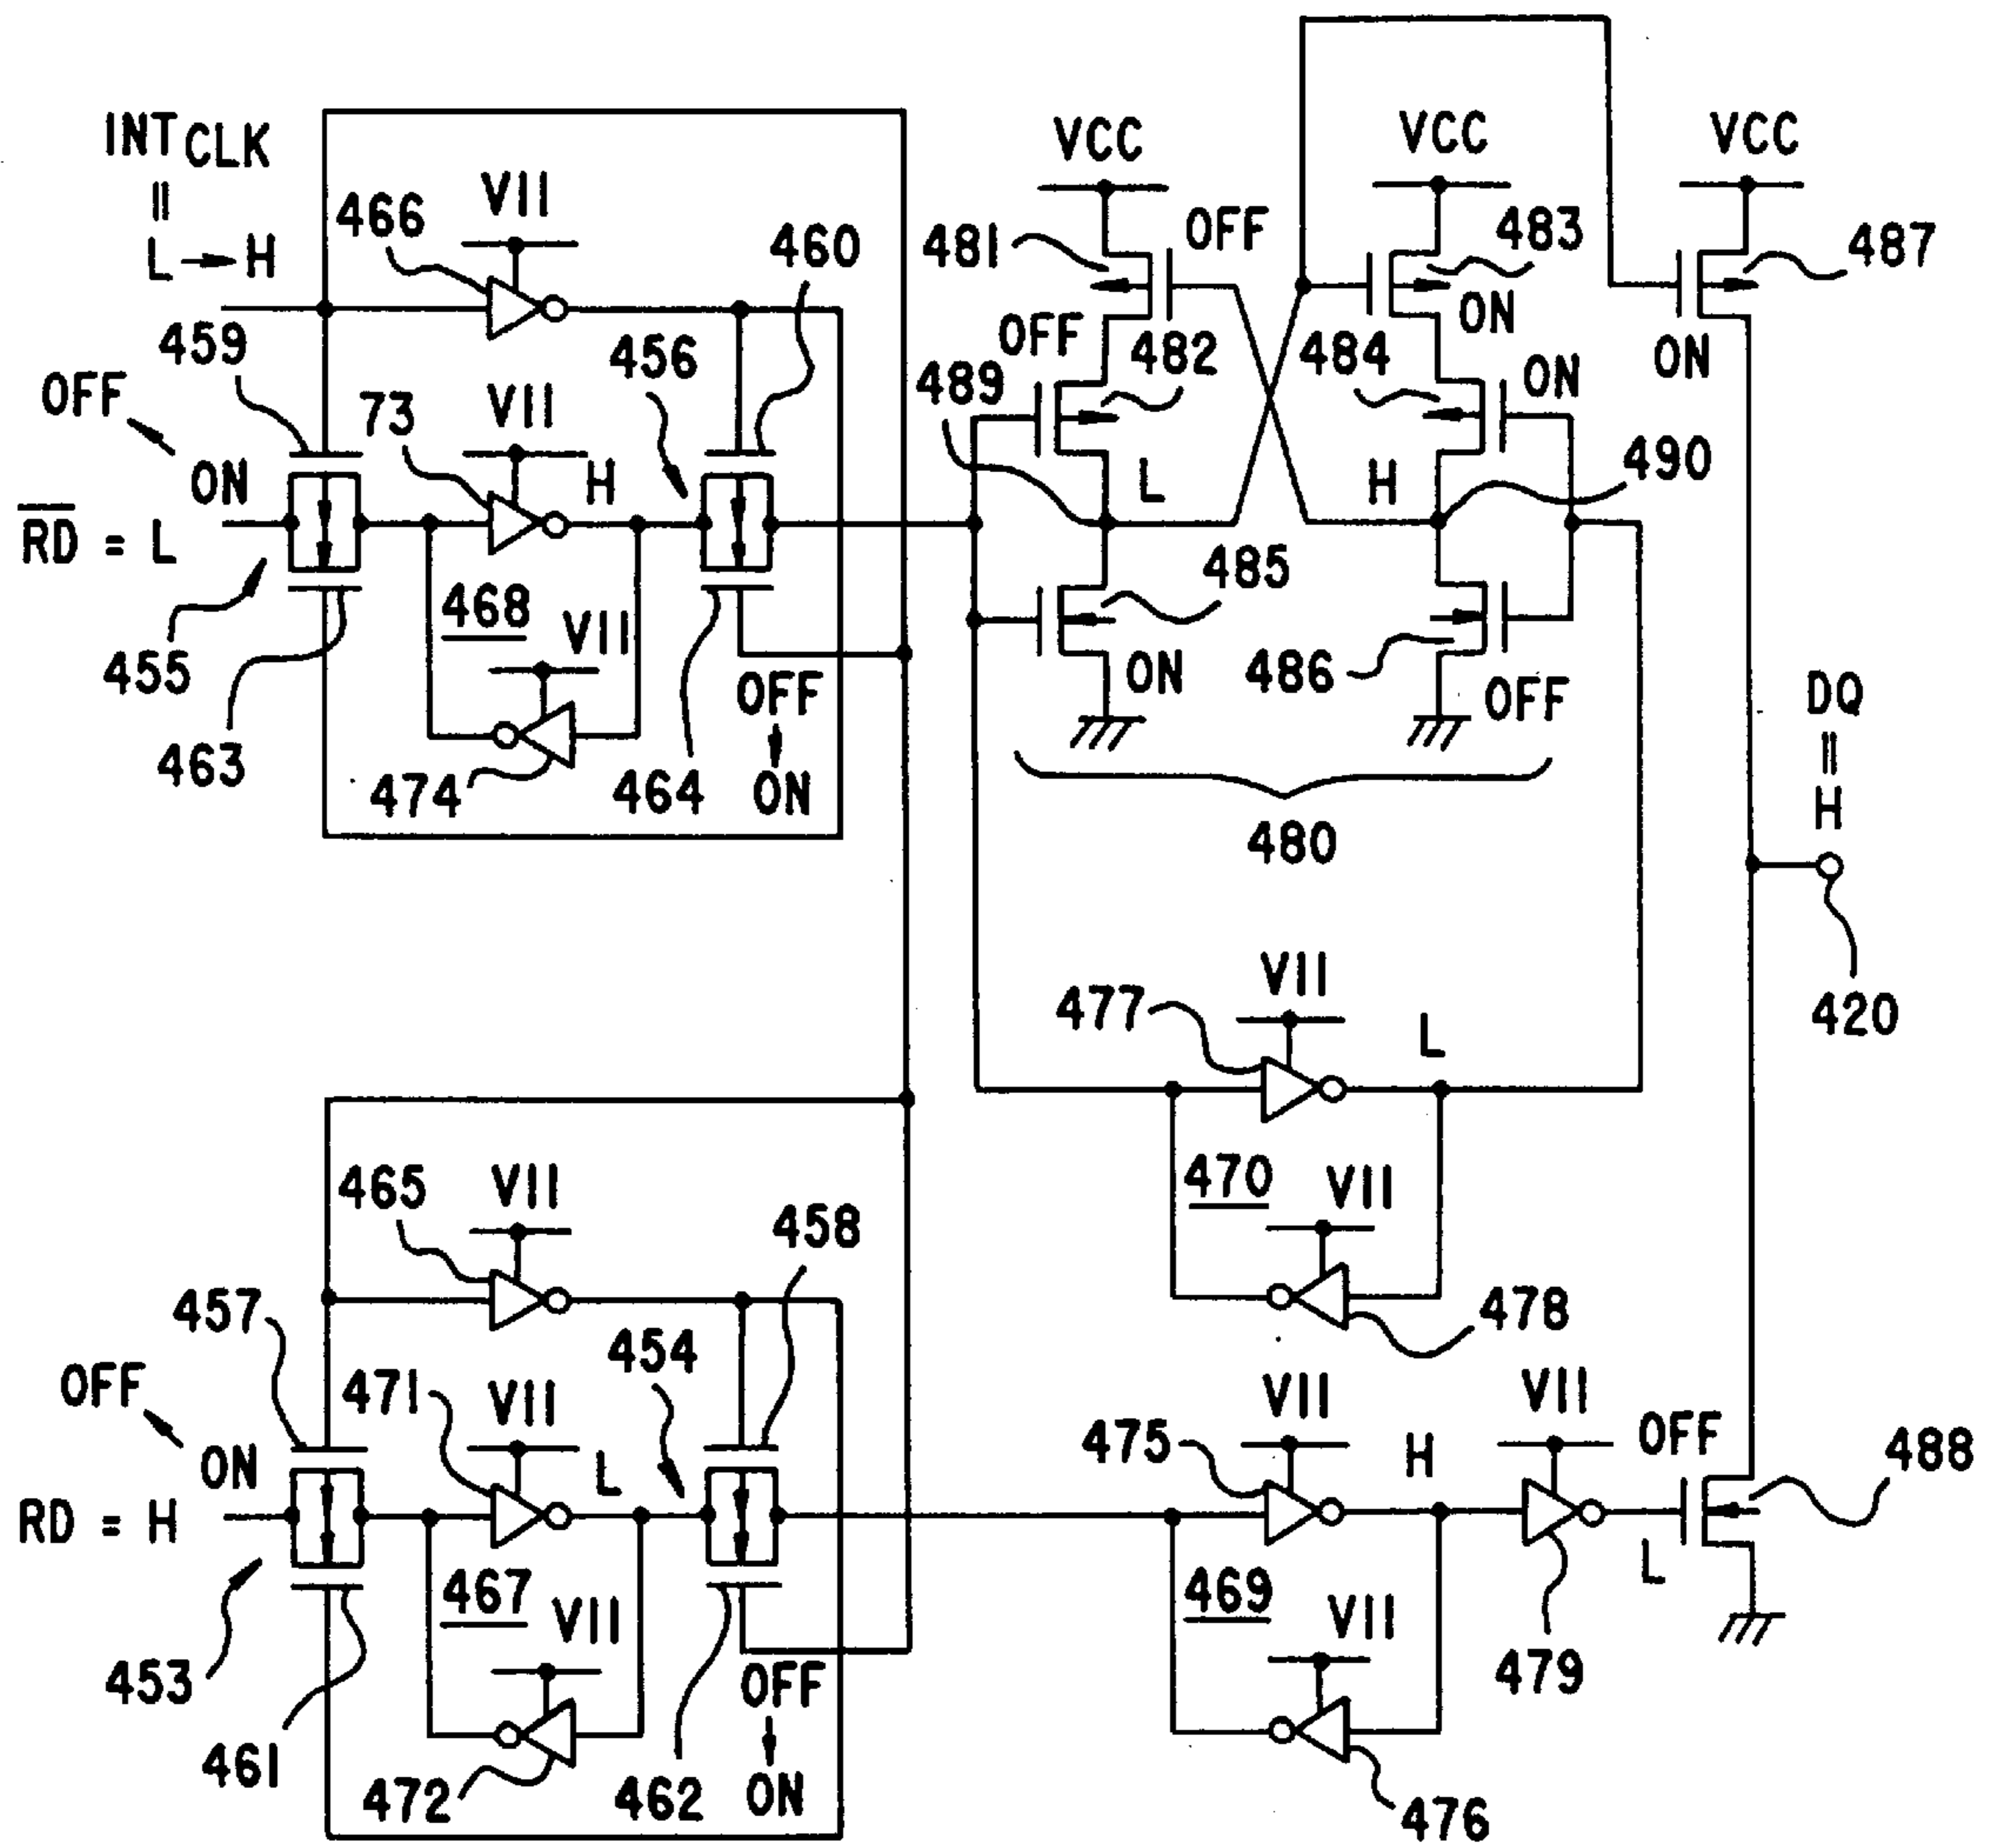 INT CLK
||
L → H
466
VII
460
459
OFF
ON
73
VII
H
456
RD = L
455
463
468
VII
474
464
OFF
ON
VCC
VCC
VCC
481
OFF
483
487
OFF
482
484
ON
ON
ON
489
L
H
490
485
ON
486
OFF
480
DQ
||
H
420
477
VII
L
470
VII
478
465
VII
458
457
OFF
ON
471
VII
L
454
RD = H
453
461
467
VII
472
462
OFF
ON
475
VII
H
VII
OFF
488
L
469
VII
479
476